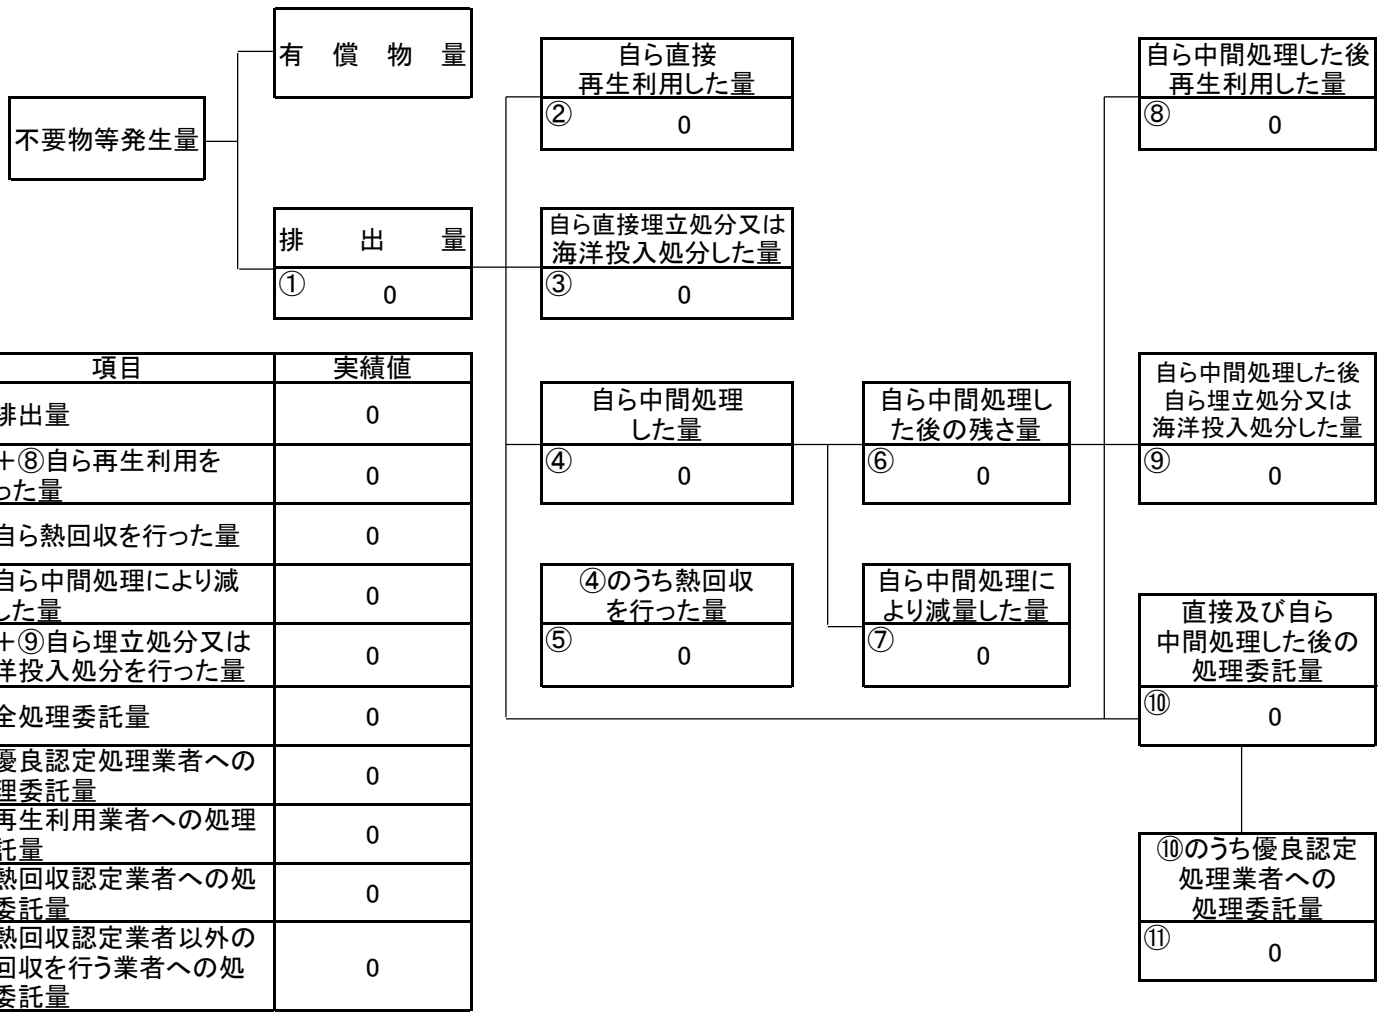 有償物量
不要物等発生量
排出量
①
0
自ら直接
再生利用した量
②
0
自ら直接埋立処分又は
海洋投入処分した量
③
0
自ら中間処理
した量
④
0
④のうち熱回収
を行った量
⑤
0
自ら中間処理し
た後の残さ量
⑥
0
自ら中間処理に
より減量した量
⑦
0
自ら中間処理した後
再生利用した量
⑧
0
自ら中間処理した後
自ら埋立処分又は
海洋投入処分した量
⑨
0
直接及び自ら
中間処理した後の
処理委託量
⑩
0
⑩のうち優良認定
処理業者への
処理委託量
⑪
0
項目 実績値
排出量 0
+⑧自ら再生利用を
った量
0
自ら熱回収を行った量 0
自ら中間処理により減
した量
0
+⑨自ら埋立処分又は
洋投入処分を行った量
0
全処理委託量 0
優良認定処理業者への
理委託量
0
再生利用業者への処理
託量
0
熱回収認定業者への処
委託量
0
熱回収認定業者以外の
回収を行う業者への処
委託量
0